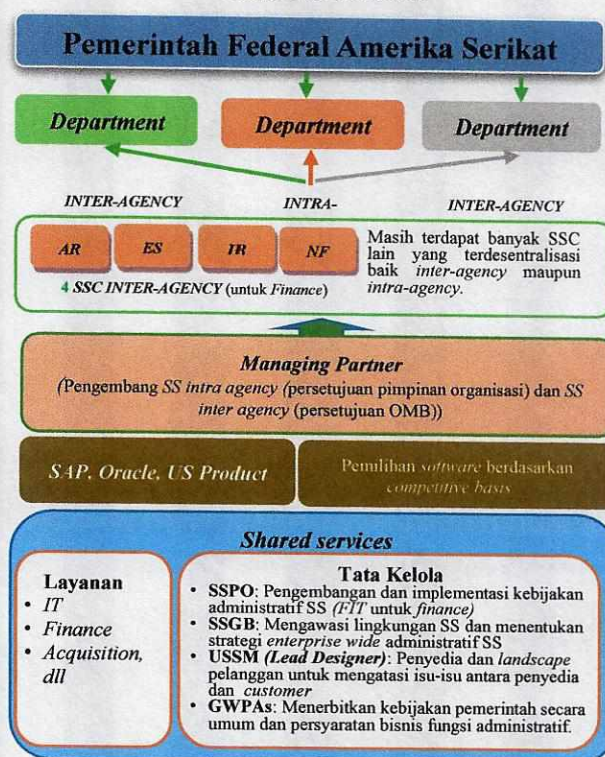 Pemerintah Federal Amerika Serikat
Department
Department
Department
INTER-AGENCY
INTRA-
INTER-AGENCY
AR
ES
IR
NF
4 SSC INTER-AGENCY (untuk Finance)
Masih terdapat banyak SSC
lain yang terdesentralisasi
baik inter-agency maupun
intra-agency.
Managing Partner
(Pengembang SS intra agency (persetujuan pimpinan organisasi) dan SS
inter agency (persetujuan OMB))
SAP, Oracle, US Product
Pemilihan software berdasarkan
competitive basis
Shared services
Layanan
• IT
• Finance
• Acquisition,
dll
Tata Kelola
• SSPO: Pengembangan dan implementasi kebijakan
administratif SS (FIT untuk finance)
• SSGB: Mengawasi lingkungan SS dan menentukan
strategi enterprise wide administratif SS
• USSM (Lead Designer): Penyedia dan landscape
pelanggan untuk mengatasi isu-isu antara penyedia
dan customer
• GWPAs: Menerbitkan kebijakan pemerintah secara
umum dan persyaratan bisnis fungsi administratif.